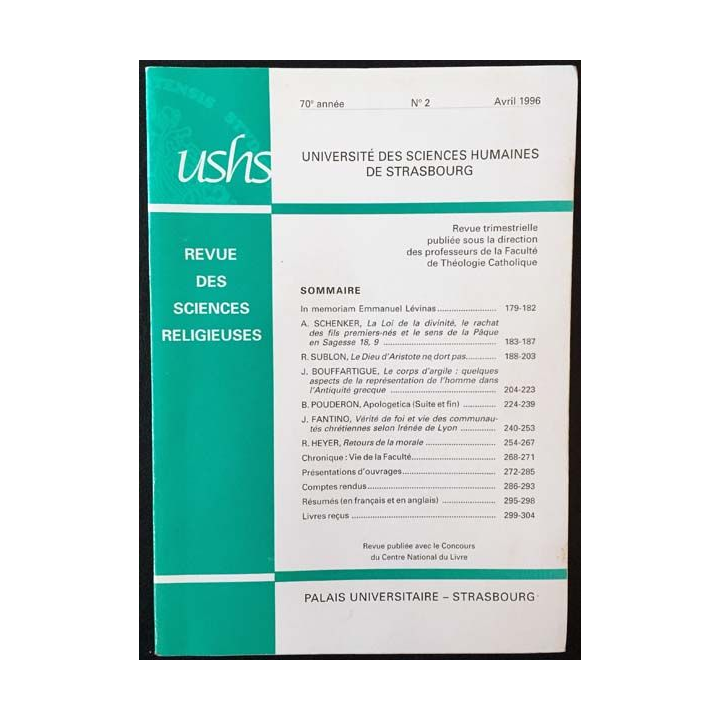 70e année N° 2 Avril 1996
ushs
UNIVERSITÉ DES SCIENCES HUMAINES
DE STRASBOURG
REVUE
DES
SCIENCES
RELIGIEUSES
Revue trimestrielle
publiée sous la direction
des professeurs de la Faculté
de Théologie Catholique
SOMMAIRE
In memoriam Emmanuel Lévinas 179-182
A. SCHENKER, La Loi de la divinité, le rachat
des fils premiers-nés et le sens de la Pâque
en Sagesse 18, 9 183-187
R. SUBLON, Le Dieu d'Aristote ne dort pas 188-203
J. BOUFFARTIGUE, Le corps d'argile : quelques
aspects de la représentation de l'homme dans
l'Antiquité grecque 204-223
B. POUDERON, Apologetica (Suite et fin) 224-239
J. FANTINO, Vérité de foi et vie des communau-
tés chrétiennes selon Irénée de Lyon 240-253
R. HEYER, Retours de la morale 254-267
Chronique : Vie de la Faculté 268-271
Présentations d'ouvrages 272-285
Comptes rendus 286-293
Résumés (en français et en anglais) 295-298
Livres reçus 299-304
Revue publiée avec le Concours
du Centre National du Livre
PALAIS UNIVERSITAIRE – STRASBOURG